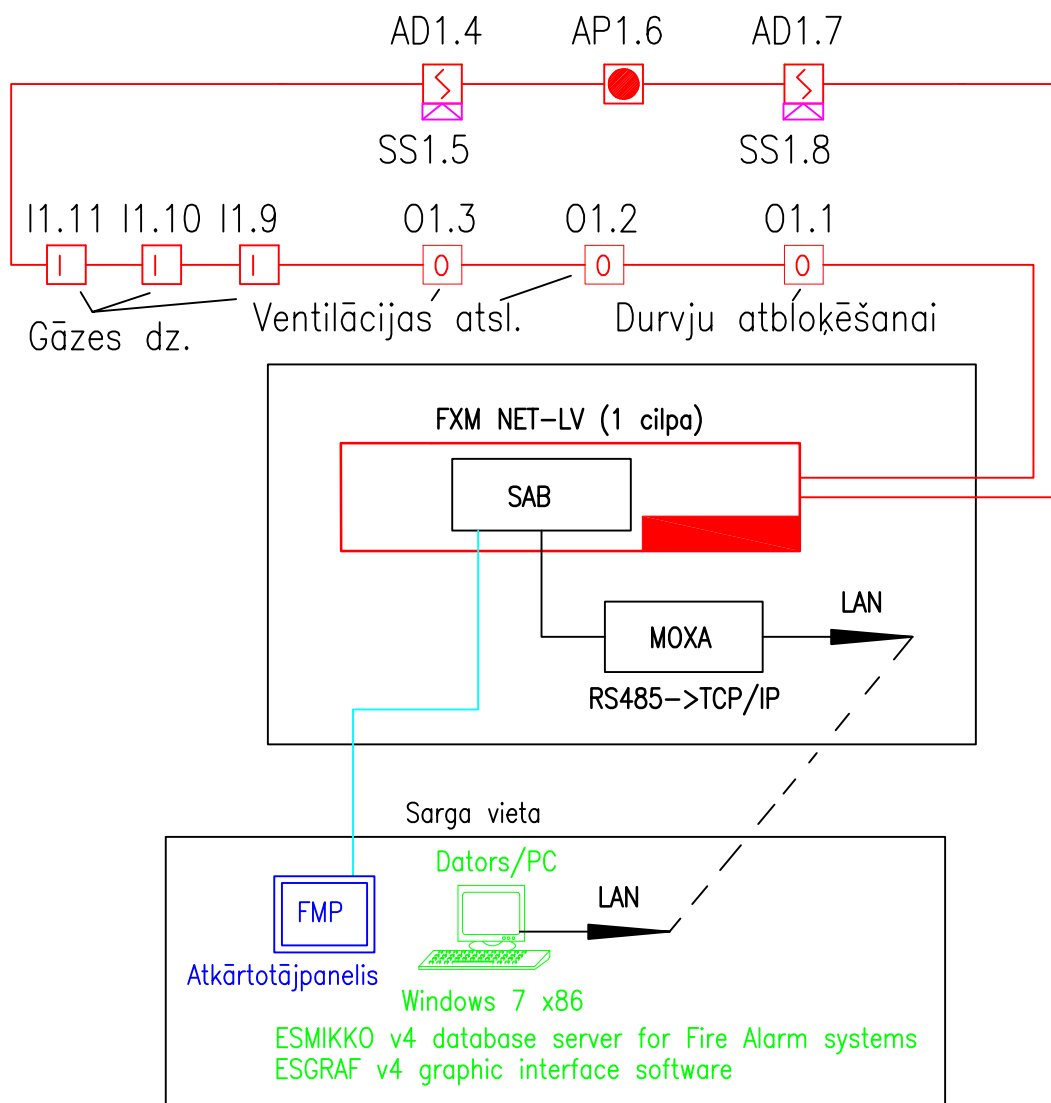 AD1.4 AP1.6 AD1.7
SS1.5 SS1.8
I1.11 I1.10 I1.9 O1.3 O1.2 O1.1
I I I O O O
Gāzes dz. Ventilācijas atsl. Durvju atbloķēšanai
FXM NET-LV (1 cilpa)
SAB
LAN
MOXA
RS485->TCP/IP
Sarga vieta
Dators/PC
LAN
FMP
Atkārtotājpanelis
Windows 7 x86
ESMIKKO v4 database server for Fire Alarm systems
ESGRAF v4 graphic interface software